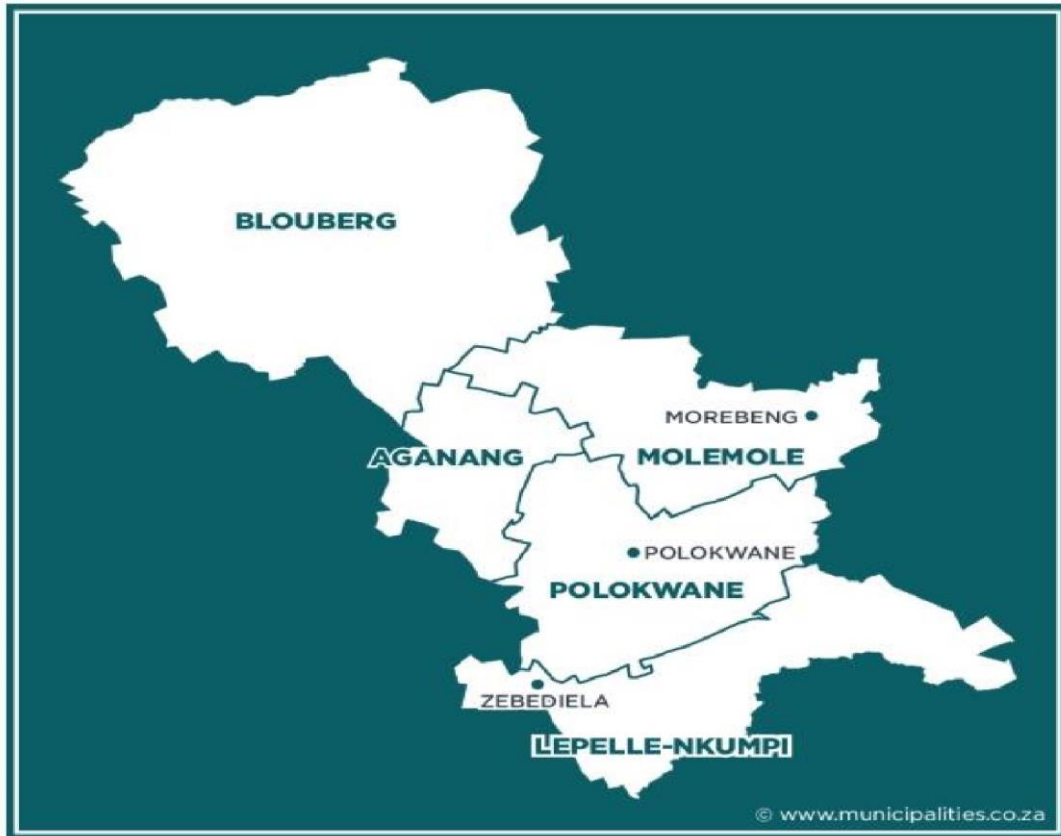 BLOUBERG
MOREBENG
AGANANG
MOLEMOLE
POLOKWANE
POLOKWANE
ZEBEDIELA
LEPELLE-NKUMPI
© www.municipalities.co.za